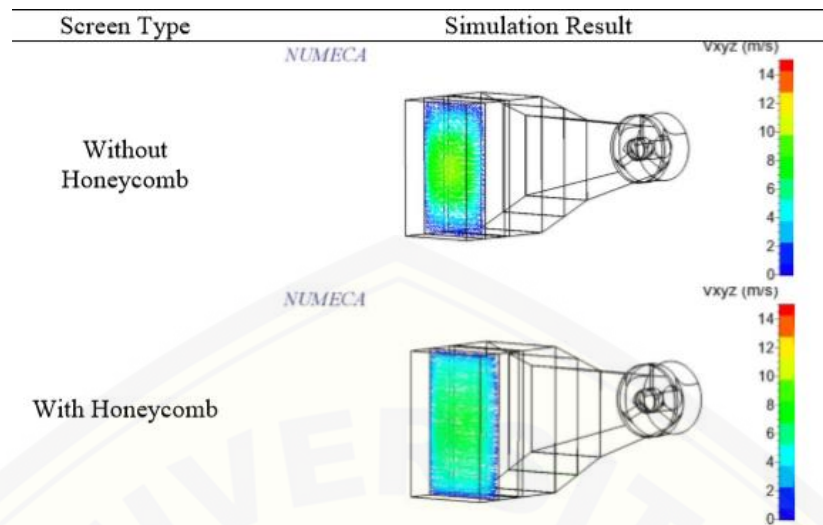 Screen Type Simulation Result
NUMECA
Vxyz (m/s)
14
12
10
8
6
4
2
0
Without
Honeycomb
NUMECA
Vxyz (m/s)
14
12
10
8
6
4
2
0
With Honeycomb
UNIVERSIT